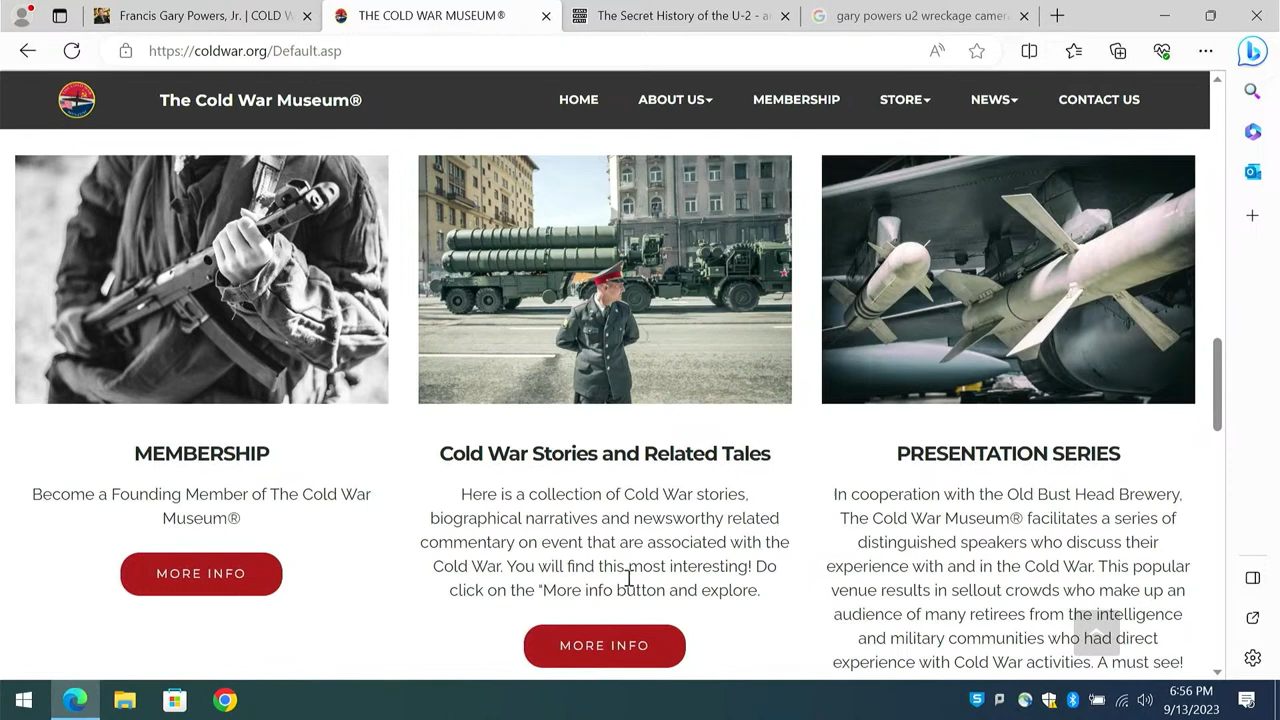 Francis Gary Powers, Jr. | COLD W
THE COLD WAR MUSEUM®
The Secret History of the U-2 - a
gary powers u2 wreckage camer
https://coldwar.org/Default.asp
The Cold War Museum®
HOME
ABOUT US
MEMBERSHIP
STORE
NEWS
CONTACT US
MEMBERSHIP
Become a Founding Member of The Cold War
Museum®
MORE INFO
Cold War Stories and Related Tales
Here is a collection of Cold War stories,
biographical narratives and newsworthy related
commentary on event that are associated with the
Cold War. You will find this most interesting! Do
click on the “More info button and explore.
MORE INFO
PRESENTATION SERIES
In cooperation with the Old Bust Head Brewery,
The Cold War Museum® facilitates a series of
distinguished speakers who discuss their
experience with and in the Cold War. This popular
venue results in sellout crowds who make up an
audience of many retirees from the intelligence
and military communities who had direct
experience with Cold War activities. A must see!
6:56 PM
9/13/2023